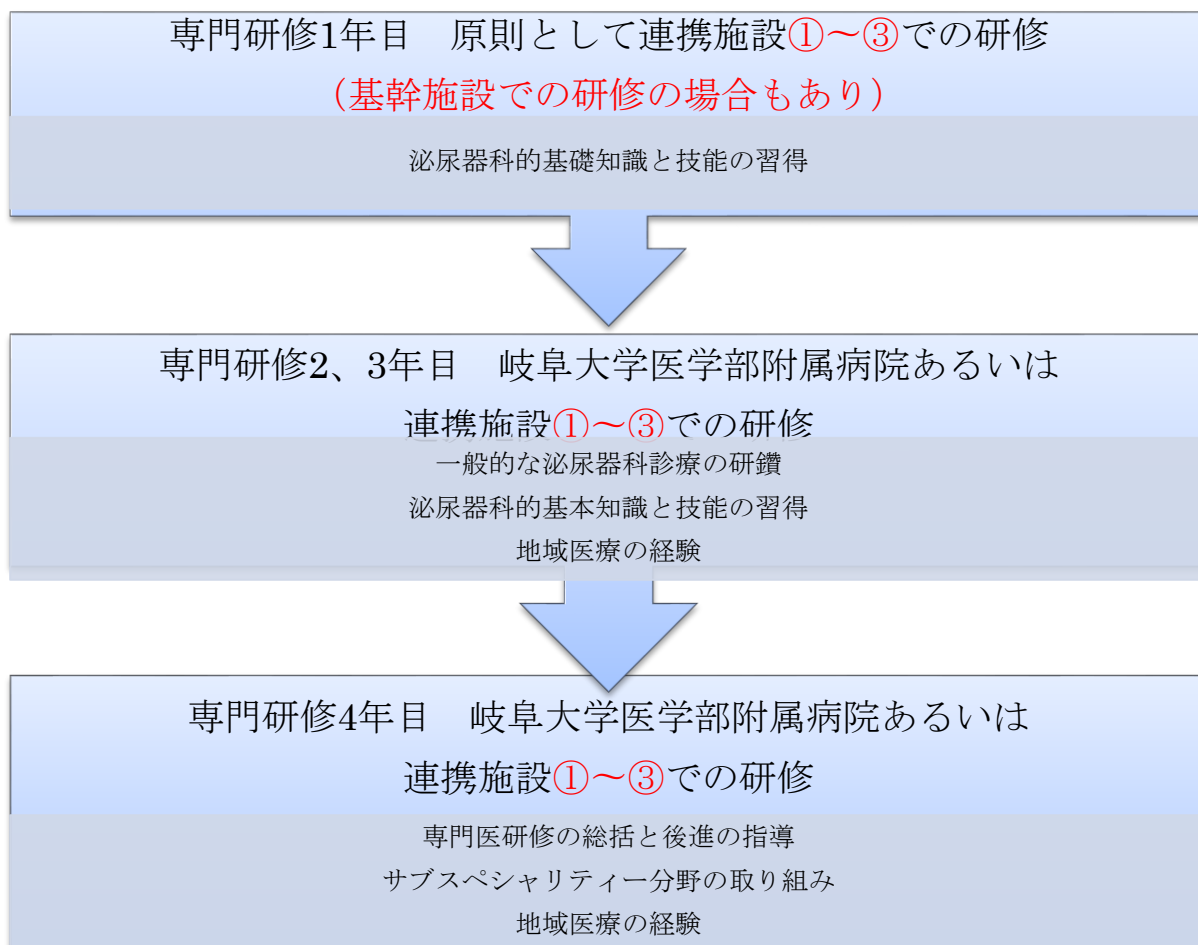 専門研修1年目　原則として連携施設①～③での研修
（基幹施設での研修の場合もあり）
泌尿器科的基礎知識と技能の習得
専門研修2、3年目　岐阜大学医学部附属病院あるいは
連携施設①～③での研修
一般的な泌尿器科診療の研鑽
泌尿器科的基本知識と技能の習得
地域医療の経験
専門研修4年目　岐阜大学医学部附属病院あるいは
連携施設①～③での研修
専門医研修の総括と後進の指導
サブスペシャリティー分野の取り組み
地域医療の経験